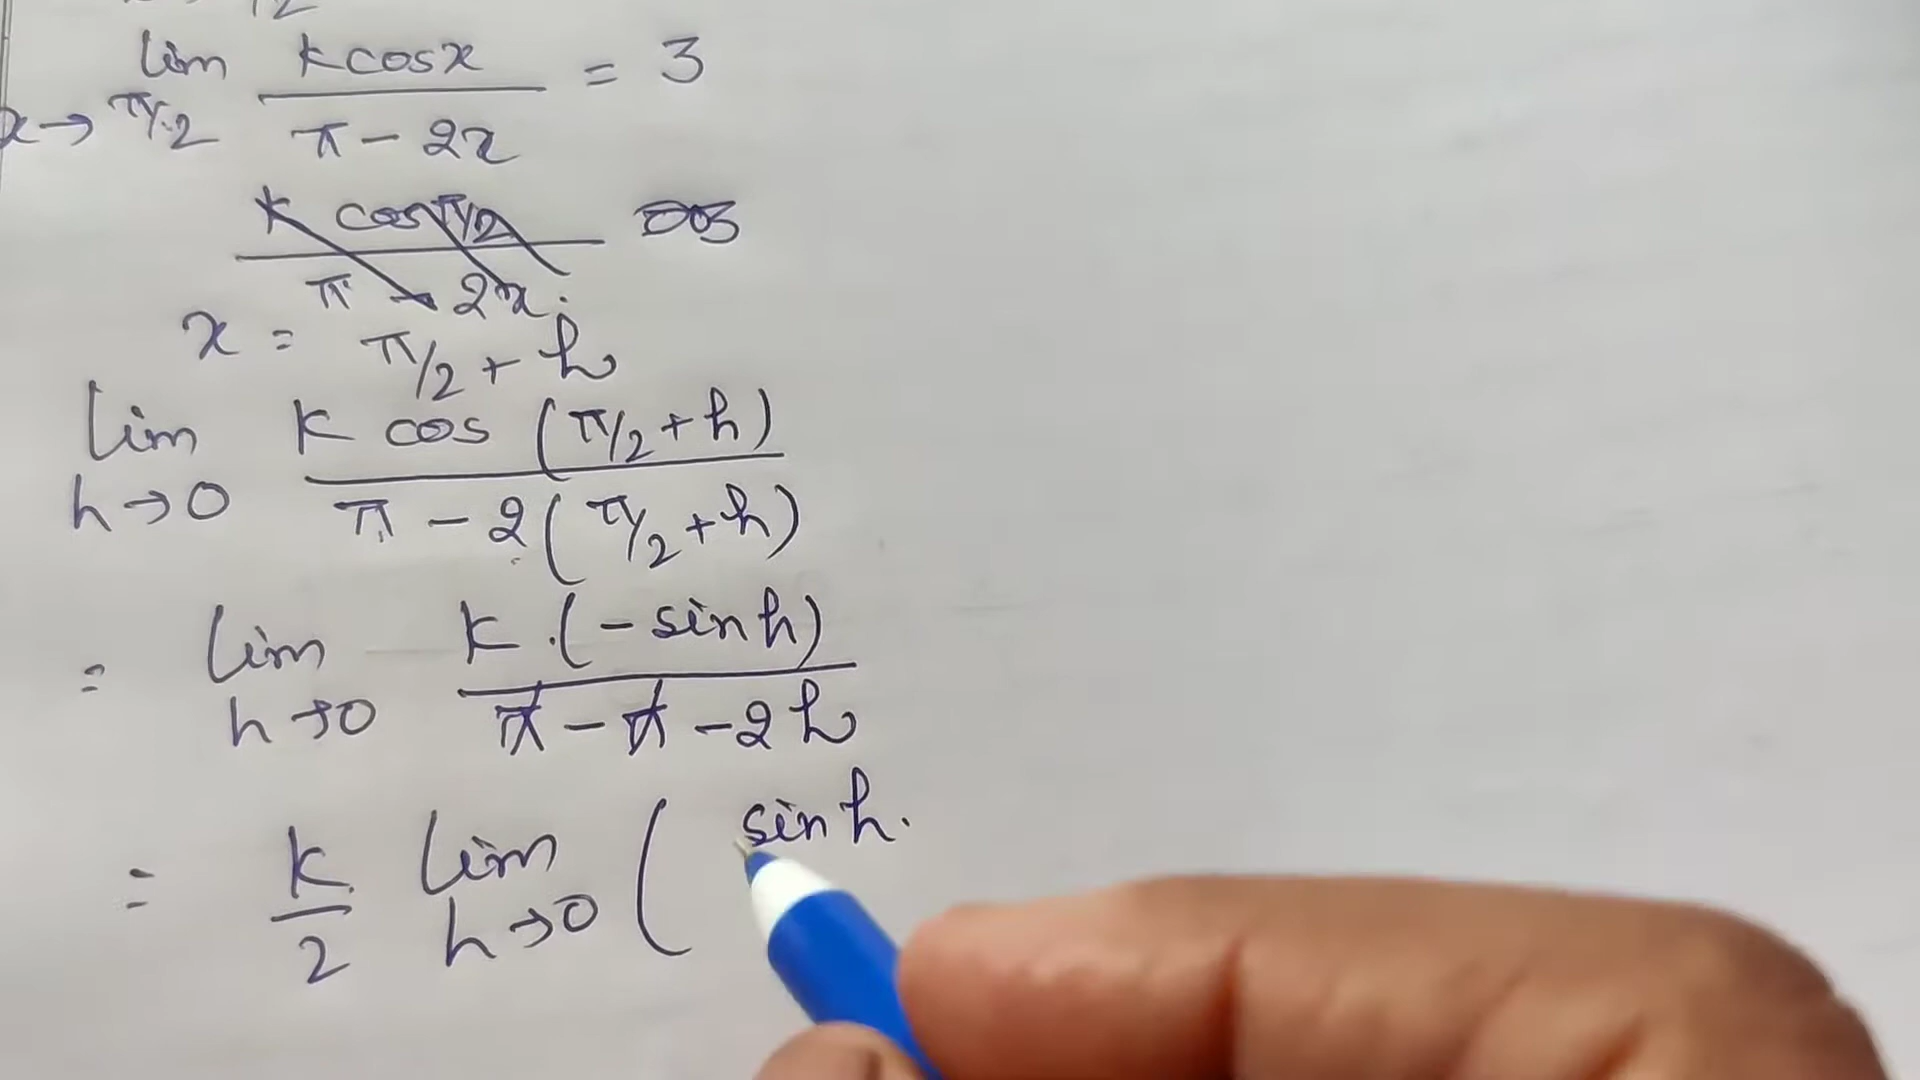 lim k cosx = 3
x → π/2 π - 2x
k cos π/2
π - 2x
x = π/2 + h
lim k cos (π/2 + h)
h → 0 π - 2 (π/2 + h)
= lim k . (- sin h)
h → 0 π - π - 2h
= k/2 lim ( sin h .
h → 0